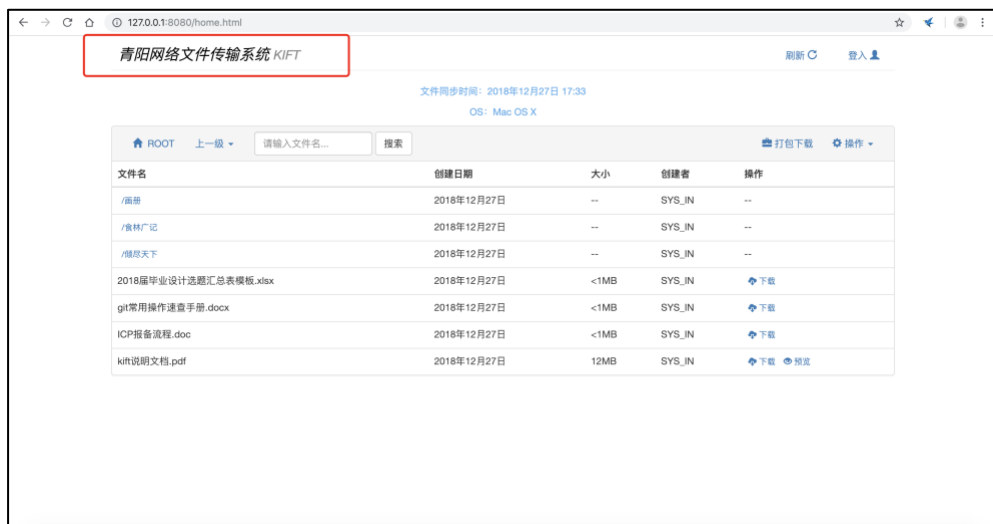 127.0.0.1:8080/home.html
青阳网络文件传输系统 KIFT 刷新 登入
文件同步时间：2018年12月27日 17:33
OS：Mac OS X
ROOT 上一级 请输入文件名... 搜索 打包下载 操作
文件名 创建日期 大小 创建者 操作
/画册 2018年12月27日 -- SYS_IN --
/食林广记 2018年12月27日 -- SYS_IN --
/倾尽天下 2018年12月27日 -- SYS_IN --
2018届毕业设计选题汇总表模板.xlsx 2018年12月27日 <1MB SYS_IN 下载
git常用操作速查手册.docx 2018年12月27日 <1MB SYS_IN 下载
ICP报备流程.doc 2018年12月27日 <1MB SYS_IN 下载
kift说明文档.pdf 2018年12月27日 12MB SYS_IN 下载 预览